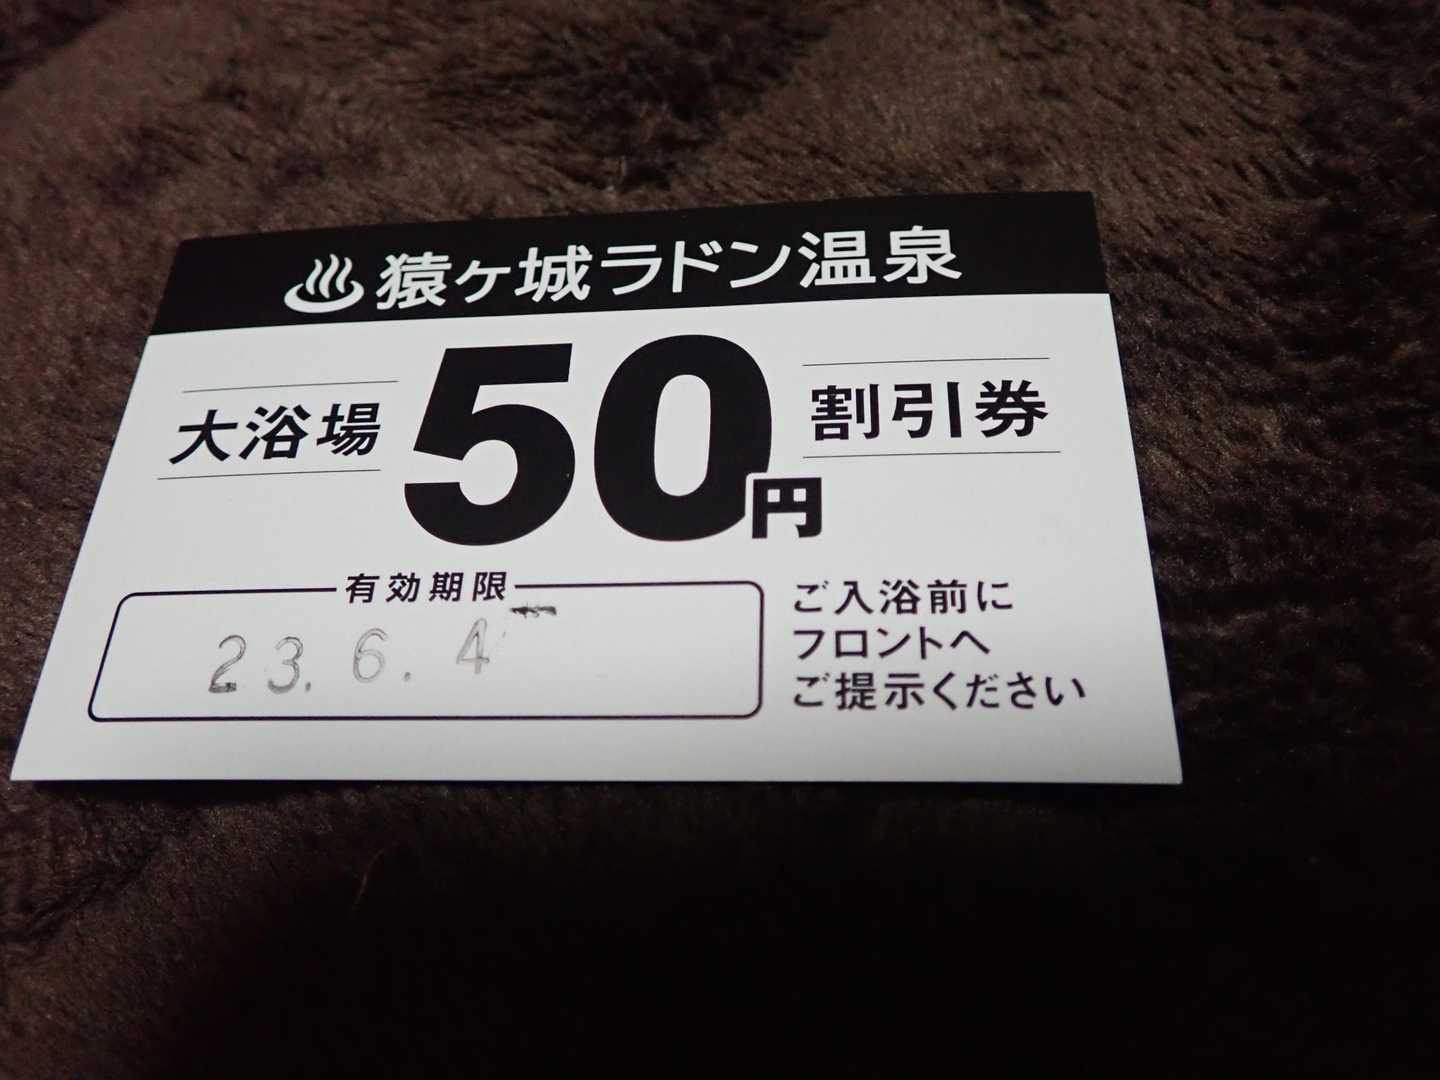 猿ヶ城ラドン温泉
大浴場 50円 割引券
有効期限
23.6.4
ご入浴前に
フロントへ
ご提示ください